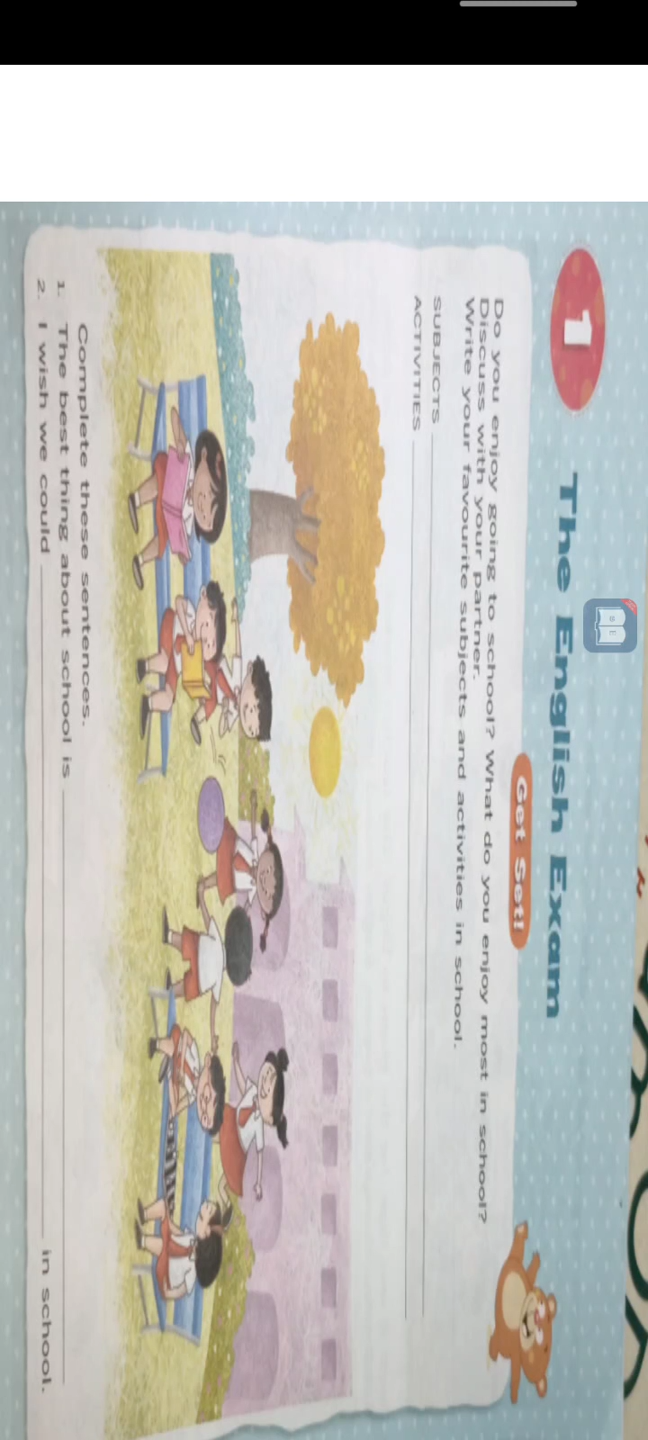 1
The English Exam
Get Set!
Do you enjoy going to school? What do you enjoy most in school?
Discuss with your partner.
Write your favourite subjects and activities in school.
SUBJECTS
ACTIVITIES
Complete these sentences.
1. The best thing about school is
2. I wish we could in school.